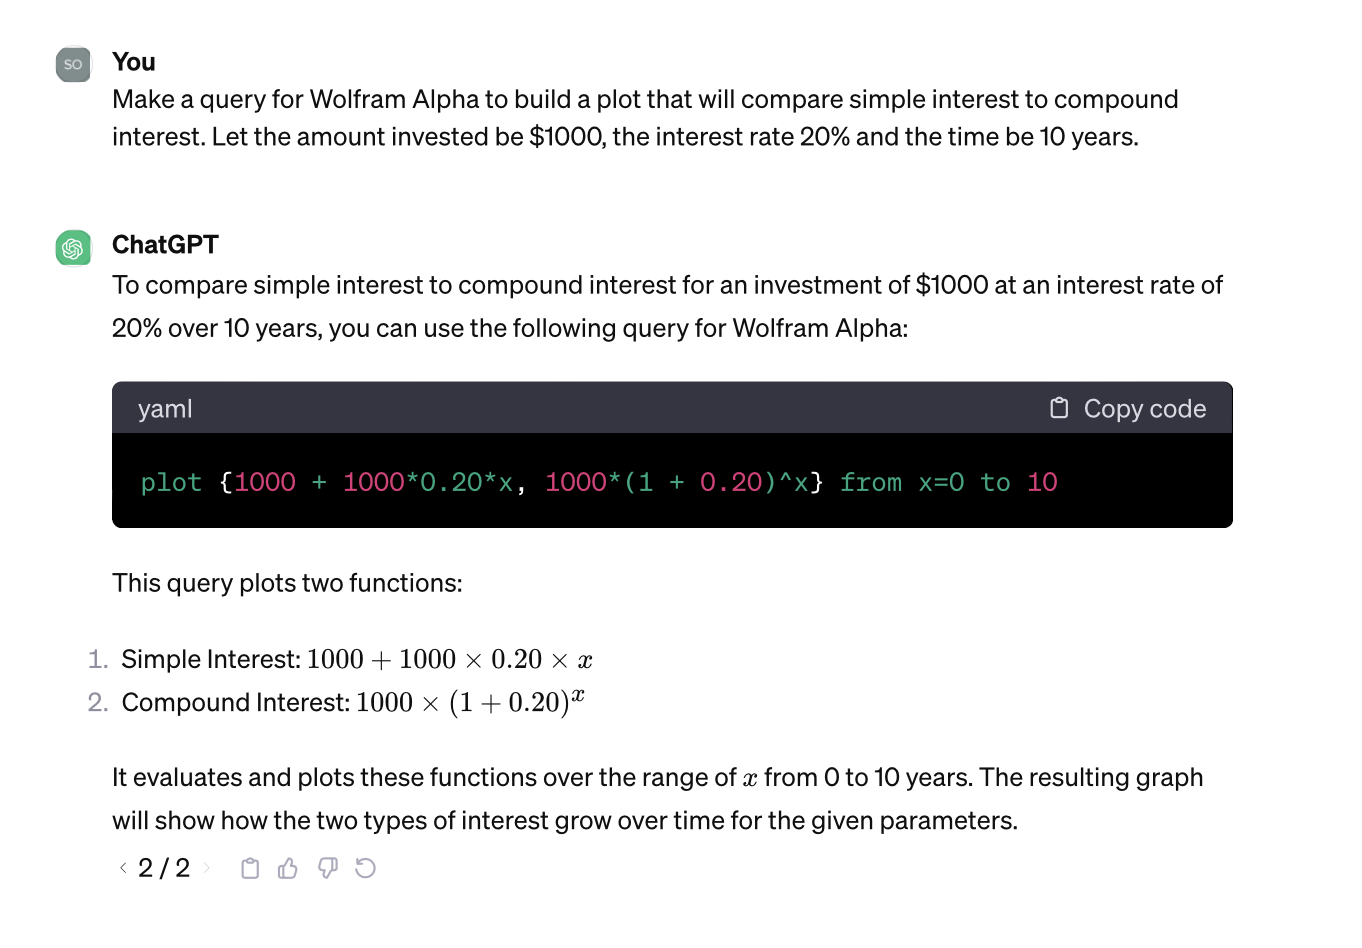 SO
You
Make a query for Wolfram Alpha to build a plot that will compare simple interest to compound
interest. Let the amount invested be $1000, the interest rate 20% and the time be 10 years.
ChatGPT
To compare simple interest to compound interest for an investment of $1000 at an interest rate of
20% over 10 years, you can use the following query for Wolfram Alpha:
yaml Copy code
plot {1000 + 1000*0.20*x, 1000*(1 + 0.20)^x} from x=0 to 10
This query plots two functions:
1. Simple Interest: 1000 + 1000 × 0.20 × x
2. Compound Interest: 1000 × (1 + 0.20)^x
It evaluates and plots these functions over the range of x from 0 to 10 years. The resulting graph
will show how the two types of interest grow over time for the given parameters.
< 2 / 2 >